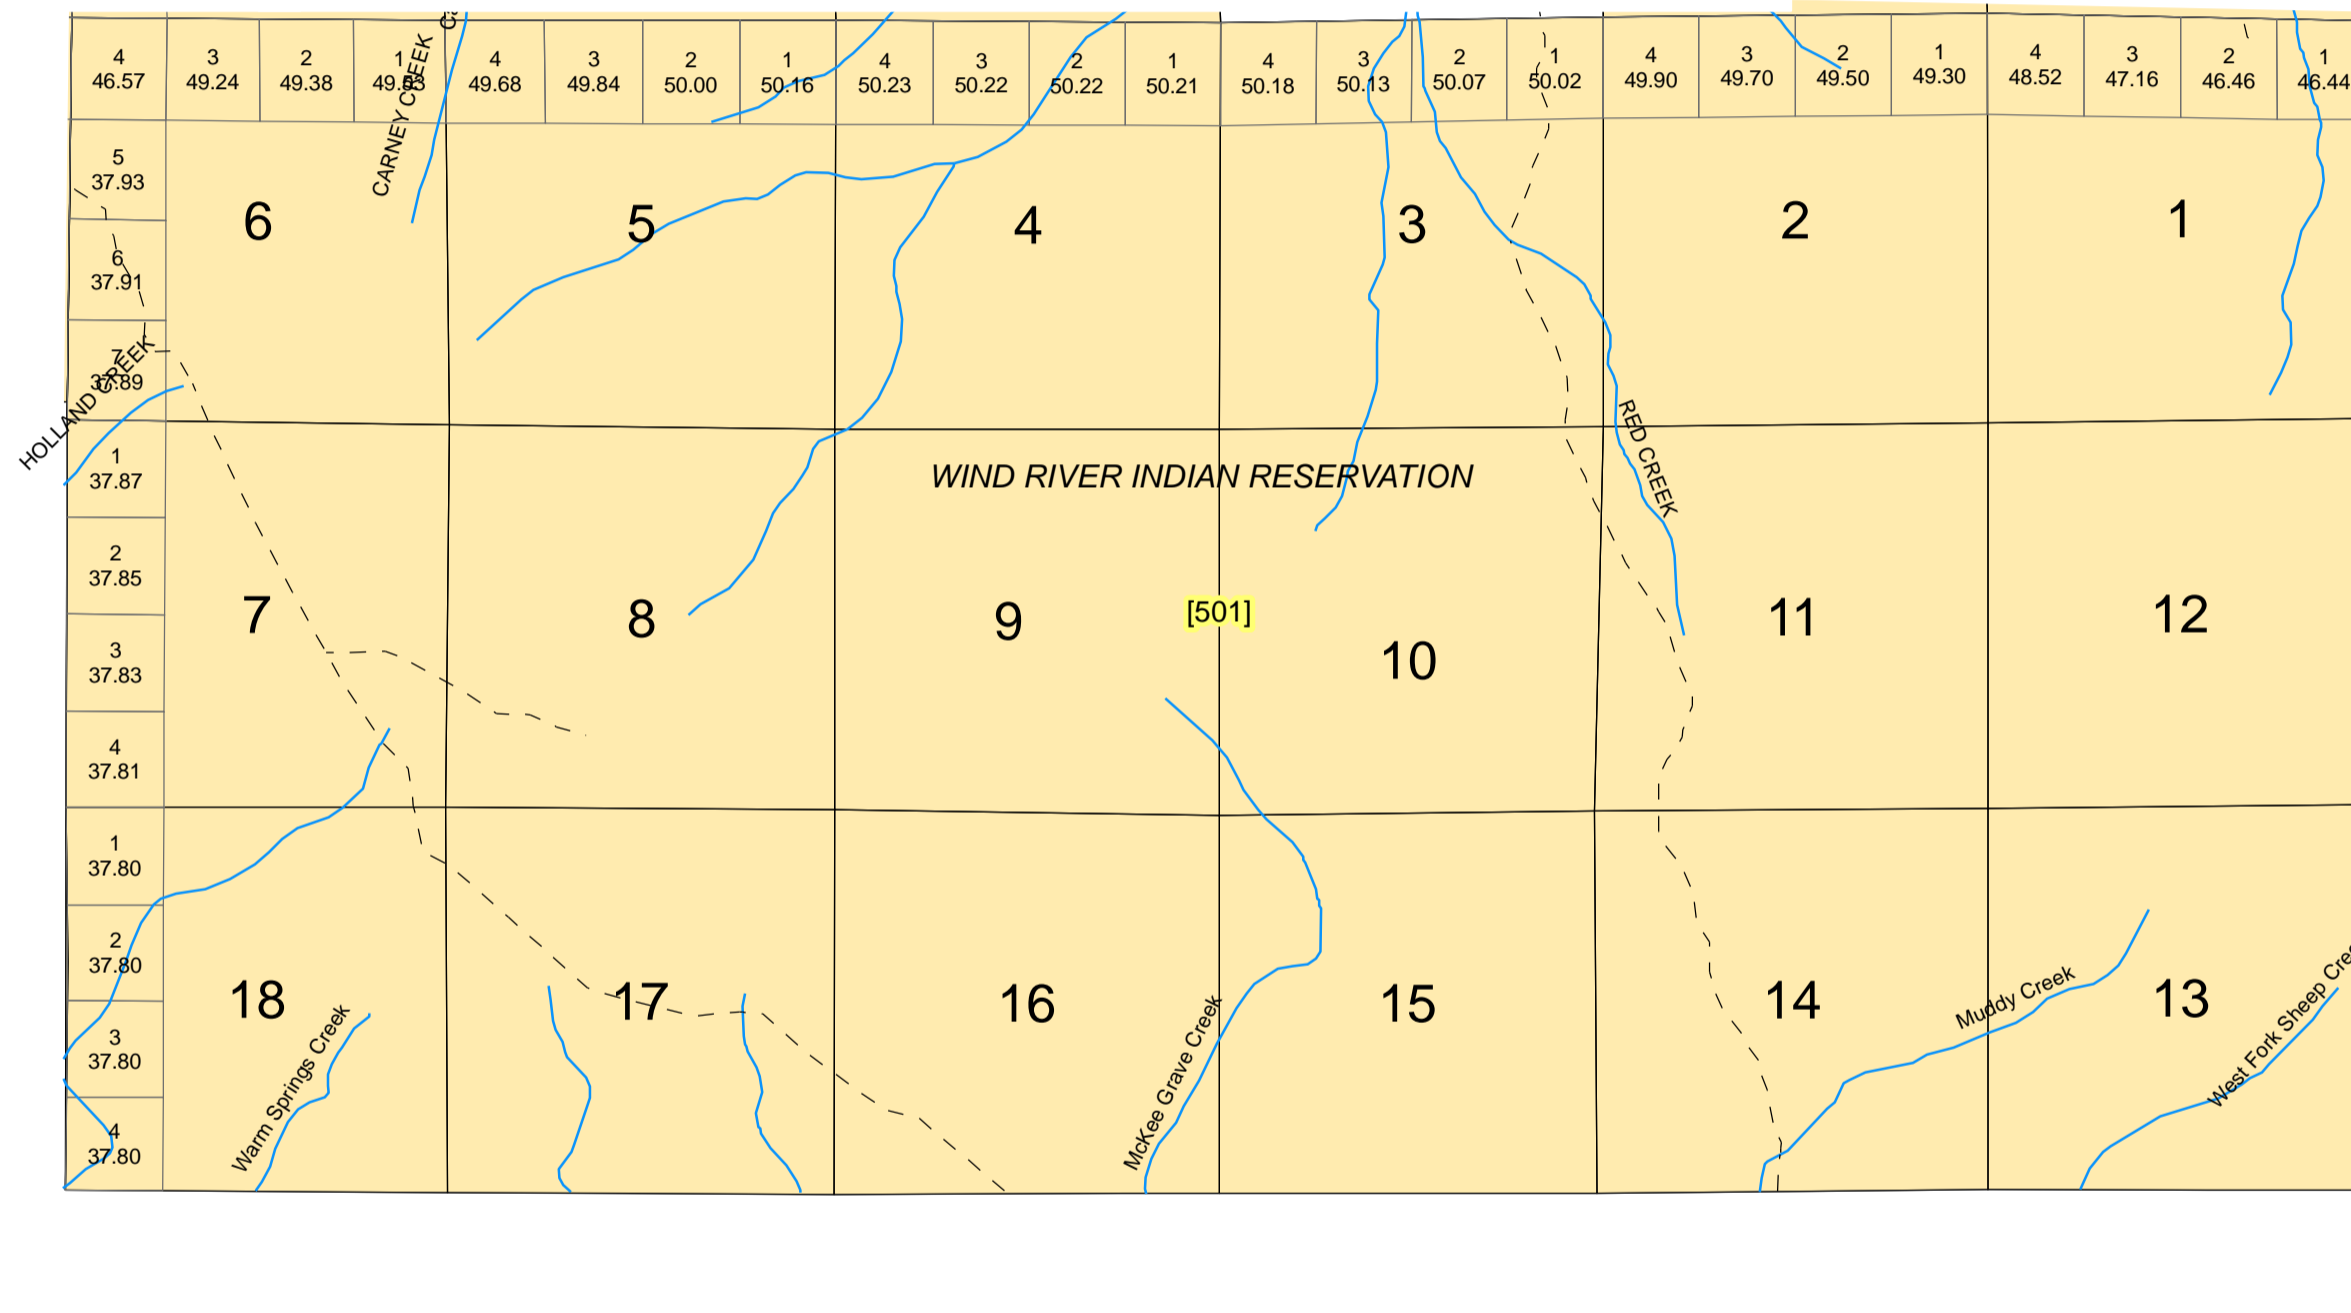 4 3 2 1 4 3 2 1 4 3 2 1 4 3 2 1 4 3 2 1 4 3 2 1
46.57 49.24 49.38 49.53 49.68 49.84 50.00 50.16 50.23 50.22 50.22 50.21 50.18 50.13 50.07 50.02 49.90 49.70 49.50 49.30 48.52 47.16 46.46 46.44
CARNEY CREEK
5
37.93
6 5 4 3 2 1
6
37.91
7
37.89
HOLLAND CREEK
RED CREEK
1
37.87
WIND RIVER INDIAN RESERVATION
2
37.85
7 8 9 [501] 10 11 12
3
37.83
4
37.81
1
37.80
2
37.80
18 17 16 15 14 13
Warm Springs Creek
McKee Grave Creek
Muddy Creek
West Fork Sheep
3
37.80
4
37.80